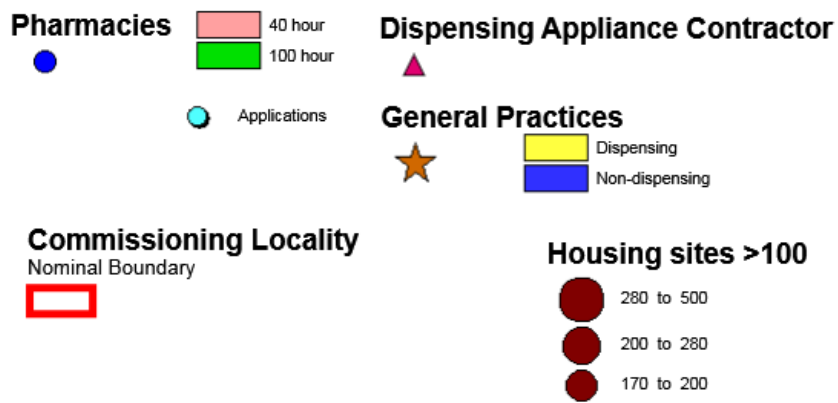 Pharmacies
40 hour
100 hour
Applications
Dispensing Appliance Contractor
General Practices
Dispensing
Non-dispensing
Commissioning Locality
Nominal Boundary
Housing sites >100
280 to 500
200 to 280
170 to 200